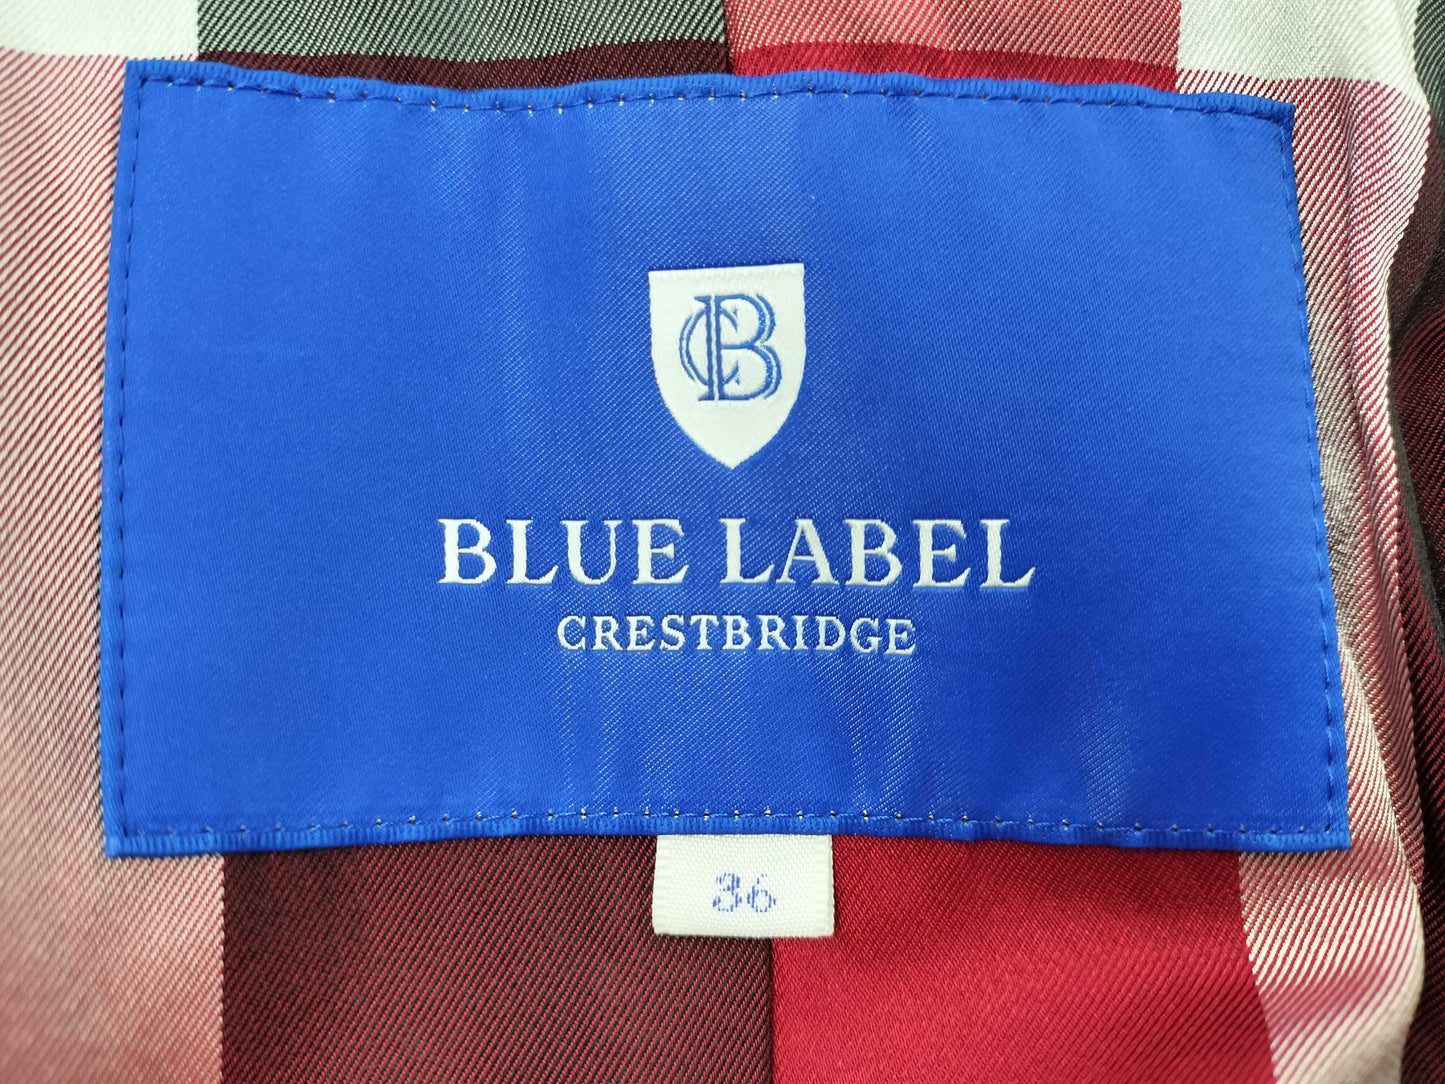 CB
BLUE LABEL
CRESTBRIDGE
36